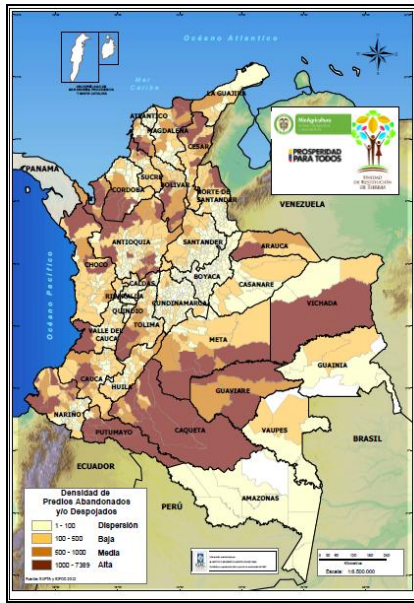 Océano Atlantico
Mar
Caribe
LA GUAJIRA
ATLANTICO
MAGDALENA
CESAR
MinAgricultura
PROSPERIDAD
PARA TODOS
UNIDAD
DE RESTITUCIÓN
DE TIERRAS
PANAMA
SUCRE
CORDOBA
BOLIVAR
NORTE DE
SANTANDER
VENEZUELA
ANTIOQUIA
SANTANDER
ARAUCA
CHOCO
BOYACA
CASANARE
CALDAS
RISARALDA
CUNDINAMARCA
VICHADA
QUINDIO
Océano Pacífico
VALLE DEL
CAUCA
TOLIMA
META
GUAINIA
CAUCA
HUILA
GUAVIARE
NARIÑO
VAUPES
PUTUMAYO
CAQUETA
BRASIL
ECUADOR
AMAZONAS
PERÚ
Densidad de
Predios Abandonados
y/o Despojados
1 - 100 Dispersión
100 - 500 Baja
500 - 1000 Media
1000 - 7389 Alta
Escala: 1:6.500.000